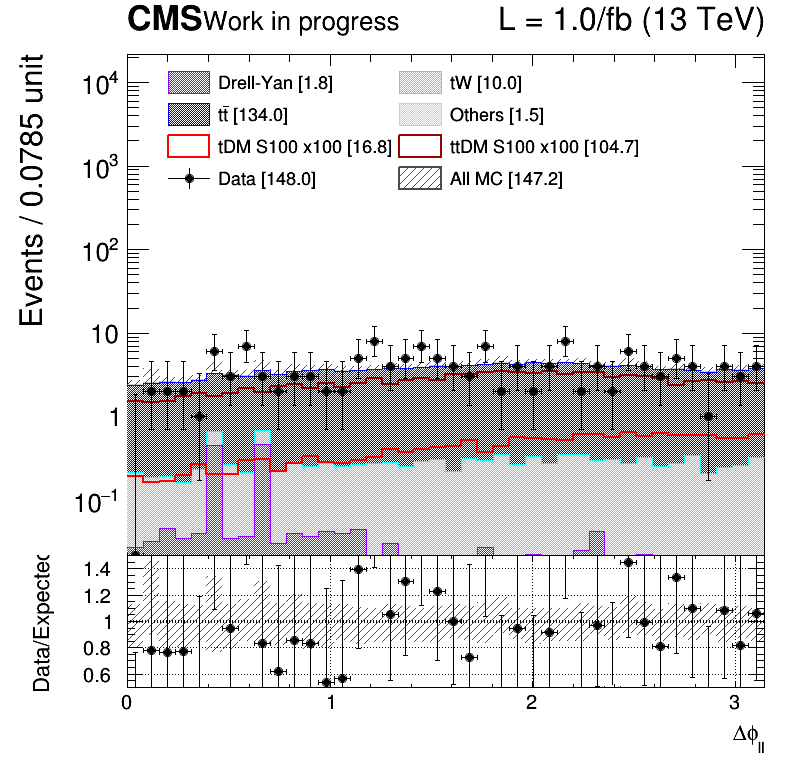 CMS Work in progress L = 1.0/fb (13 TeV)
Drell-Yan [1.8] tW [10.0]
tt̄ [134.0] Others [1.5]
tDM S100 x100 [16.8] ttDM S100 x100 [104.7]
Data [148.0] All MC [147.2]
Events / 0.0785 unit
10⁴
10³
10²
10
1
10⁻¹
Data/Expected
1.4
1.2
1
0.8
0.6
0 1 2 3
Δϕ_ll